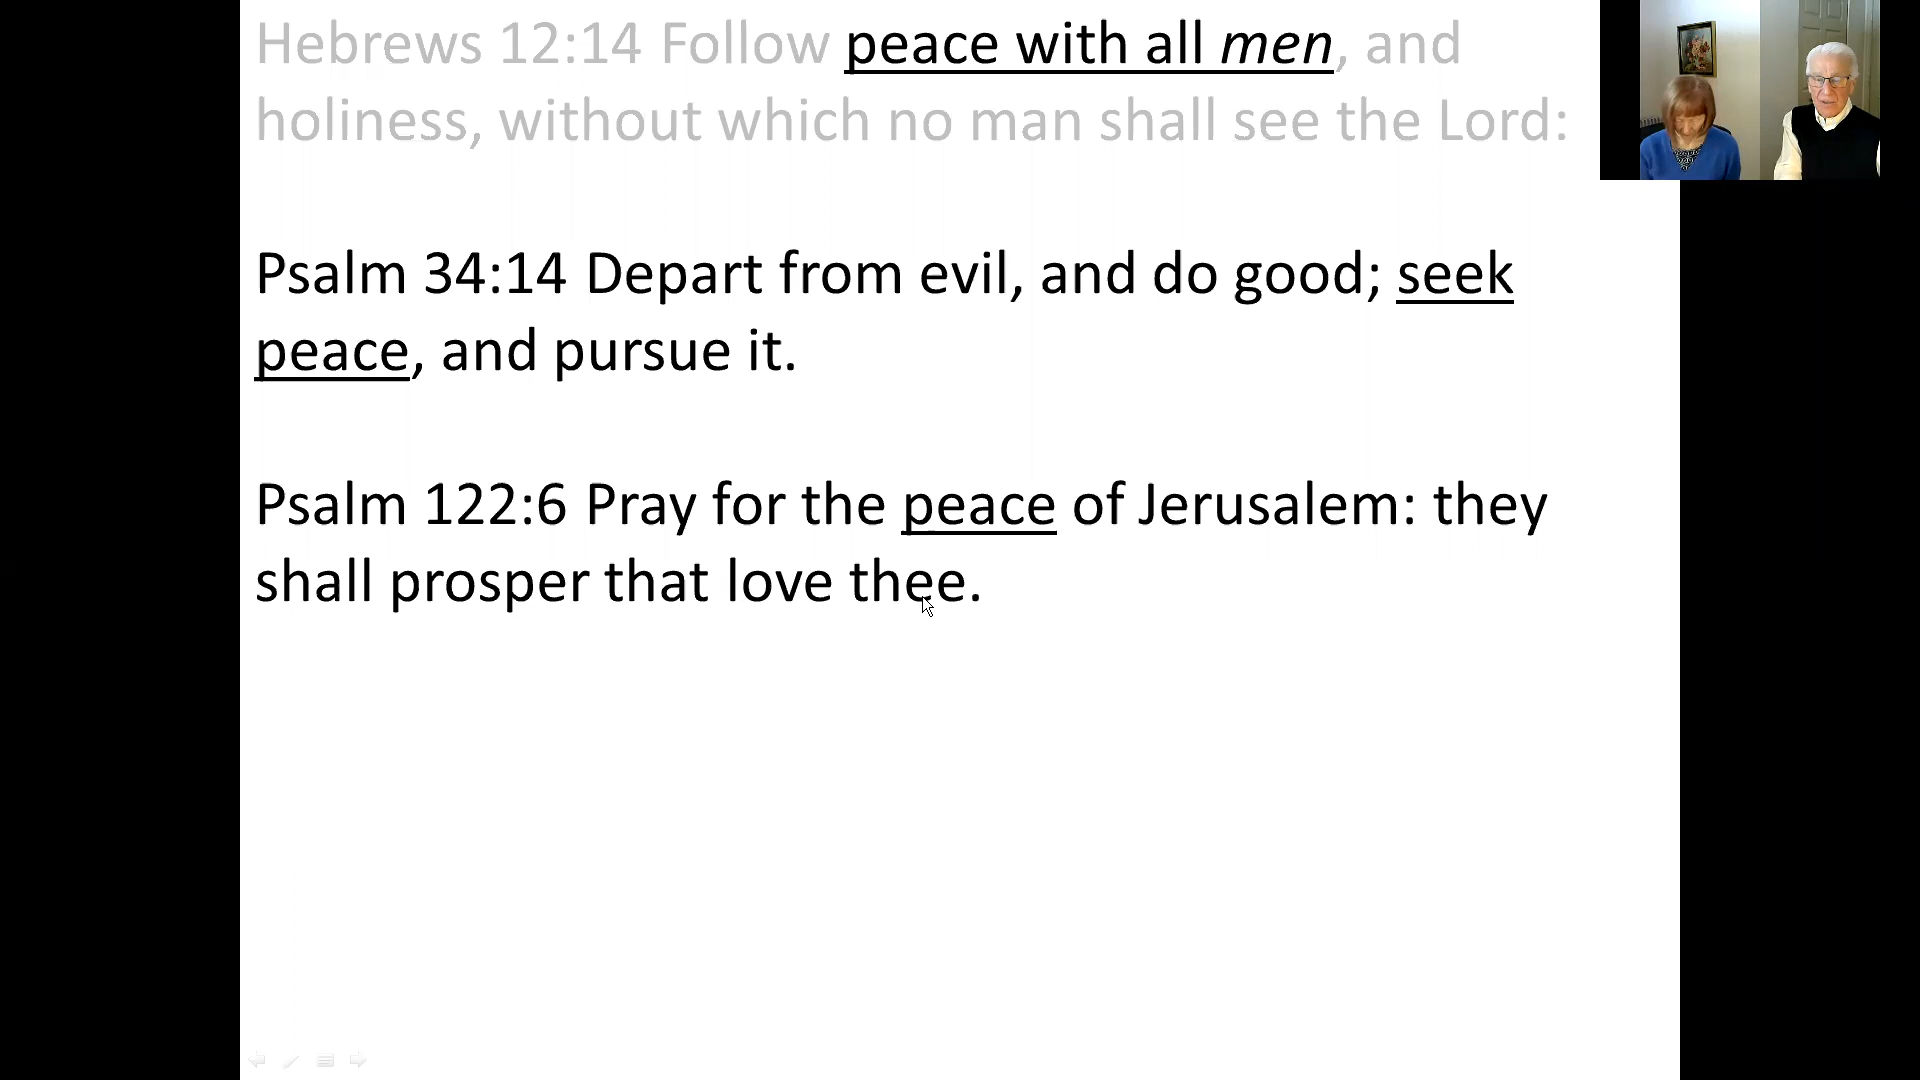 Hebrews 12:14 Follow peace with all men, and
holiness, without which no man shall see the Lord:
Psalm 34:14 Depart from evil, and do good; seek
peace, and pursue it.
Psalm 122:6 Pray for the peace of Jerusalem: they
shall prosper that love thee.